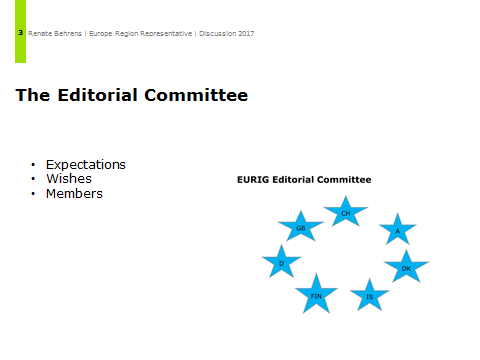 3 Renate Behrens | Europe Region Representative | Discussion 2017
The Editorial Committee
• Expectations
• Wishes
• Members
EURIG Editorial Committee
CH
GB
A
D
DK
FIN
IS